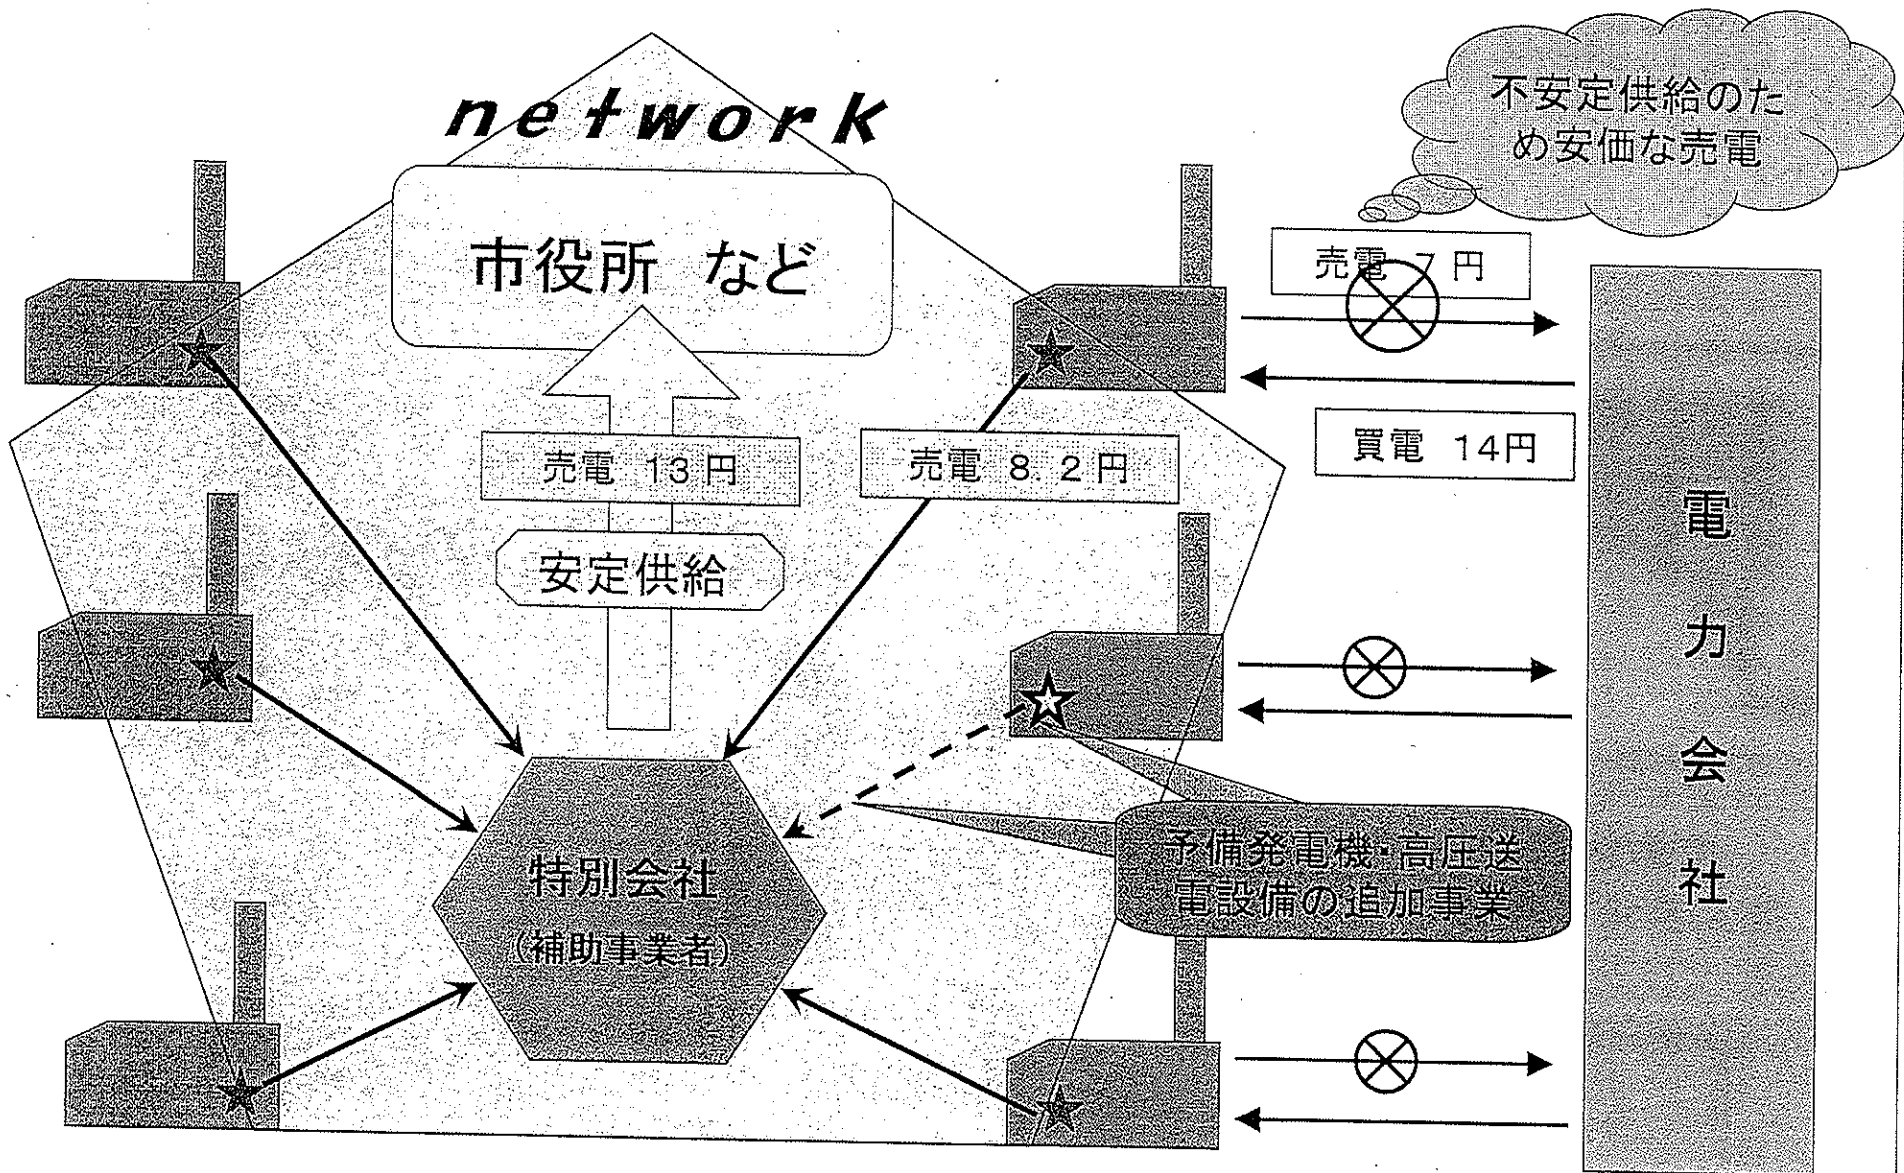 network
不安定供給のた
め安価な売電
市役所 など
売電 7円
売電 13円
売電 8.2円
買電 14円
安定供給
電力会社
予備発電機・高圧送
電設備の追加事業
特別会社
(補助事業者)